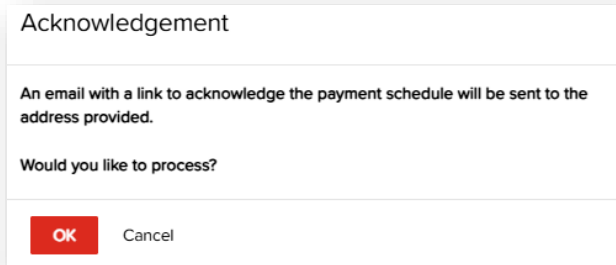 Acknowledgement
An email with a link to acknowledge the payment schedule will be sent to the
address provided.
Would you like to process?
OK Cancel